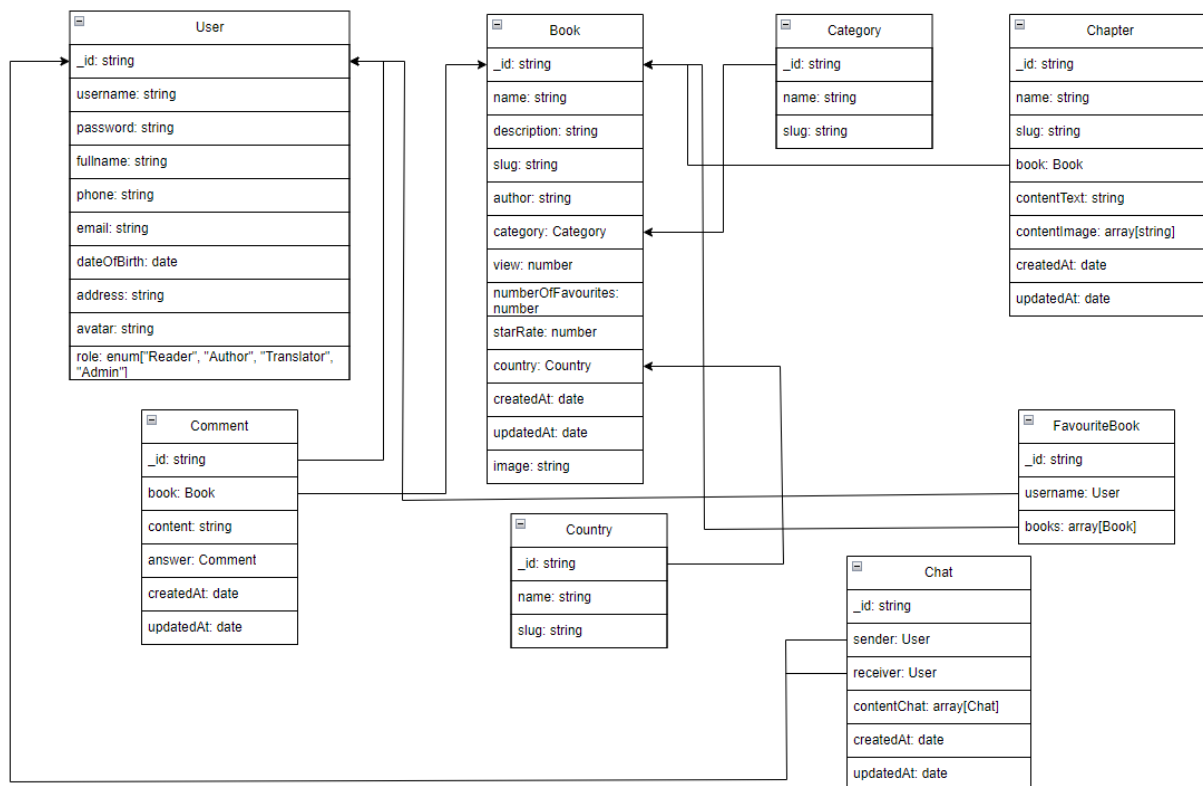 User
_id: string
username: string
password: string
fullname: string
phone: string
email: string
dateOfBirth: date
address: string
avatar: string
role: enum["Reader", "Author", "Translator",
"Admin"]
Book
_id: string
name: string
description: string
slug: string
author: string
category: Category
view: number
numberOfFavourites:
number
starRate: number
country: Country
createdAt: date
updatedAt: date
image: string
Category
_id: string
name: string
slug: string
Chapter
_id: string
name: string
slug: string
book: Book
contentText: string
contentImage: array[string]
createdAt: date
updatedAt: date
Comment
_id: string
book: Book
content: string
answer: Comment
createdAt: date
updatedAt: date
Country
_id: string
name: string
slug: string
FavouriteBook
_id: string
username: User
books: array[Book]
Chat
_id: string
sender: User
receiver: User
contentChat: array[Chat]
createdAt: date
updatedAt: date